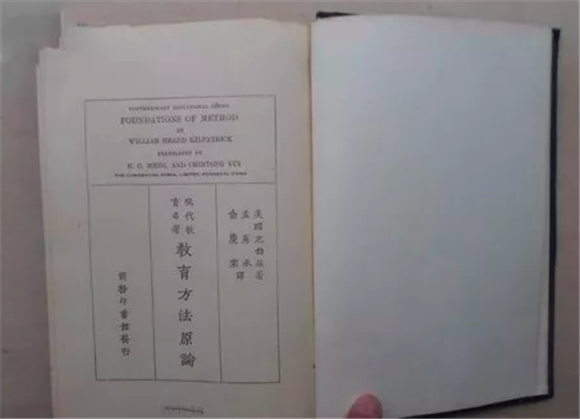 CONTEMPORARY EDUCATIONAL SERIES
FOUNDATIONS OF METHOD
BY
WILLIAM HEARD KILPATRICK
TRANSLATED BY
H. C. MENG, AND CHINTONG YUI
THE COMMERCIAL PRESS, LIMITED, SHANGHAI, CHINA
美國克伯屈著
孟憲承
俞慶棠 譯
現代教育名著
教育方法原論
商務印書館發行